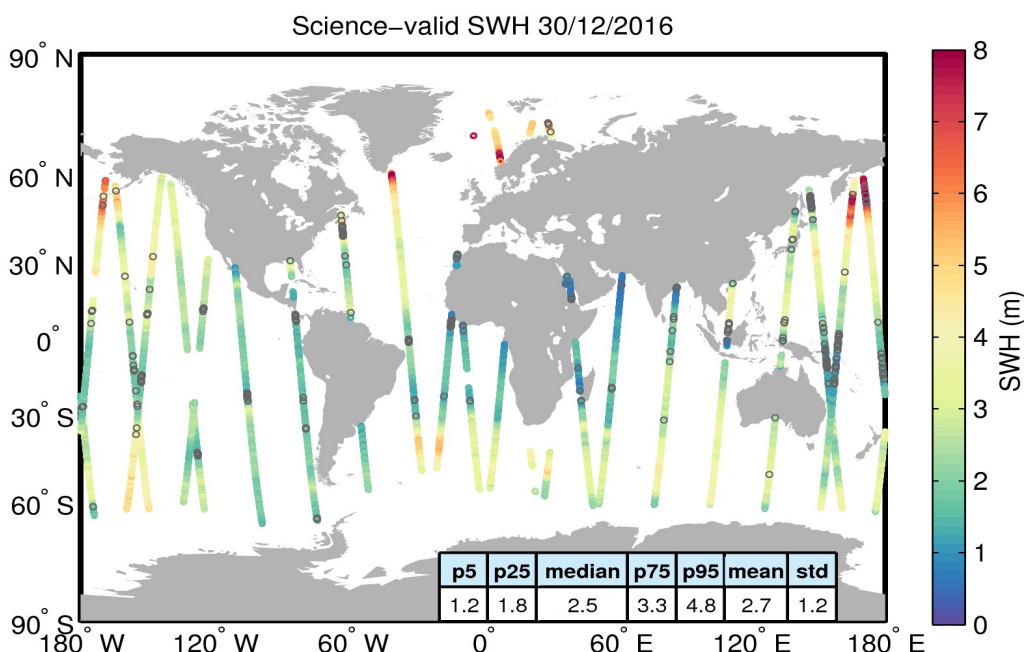 Science−valid SWH 30/12/2016
90° N
60° N
30° N
0°
30° S
60° S
90° S
180° W
120° W
60° W
0°
60° E
120° E
180° E
p5 p25 median p75 p95 mean std
1.2 1.8 2.5 3.3 4.8 2.7 1.2
8
7
6
5
4
3
2
1
0
SWH (m)